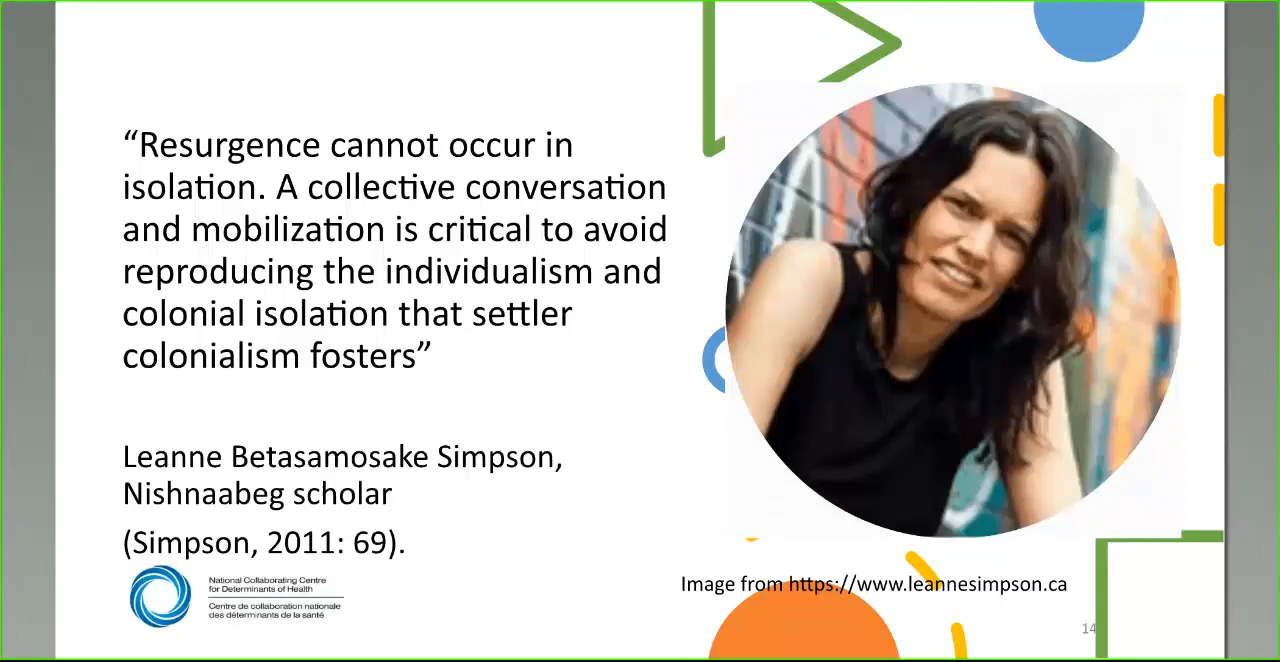 “Resurgence cannot occur in
isolation. A collective conversation
and mobilization is critical to avoid
reproducing the individualism and
colonial isolation that settler
colonialism fosters”
Leanne Betasamosake Simpson,
Nishnaabeg scholar
(Simpson, 2011: 69).
National Collaborating Centre
for Determinants of Health
Centre de collaboration nationale
des déterminants de la santé
Image from https://www.leannesimpson.ca
14